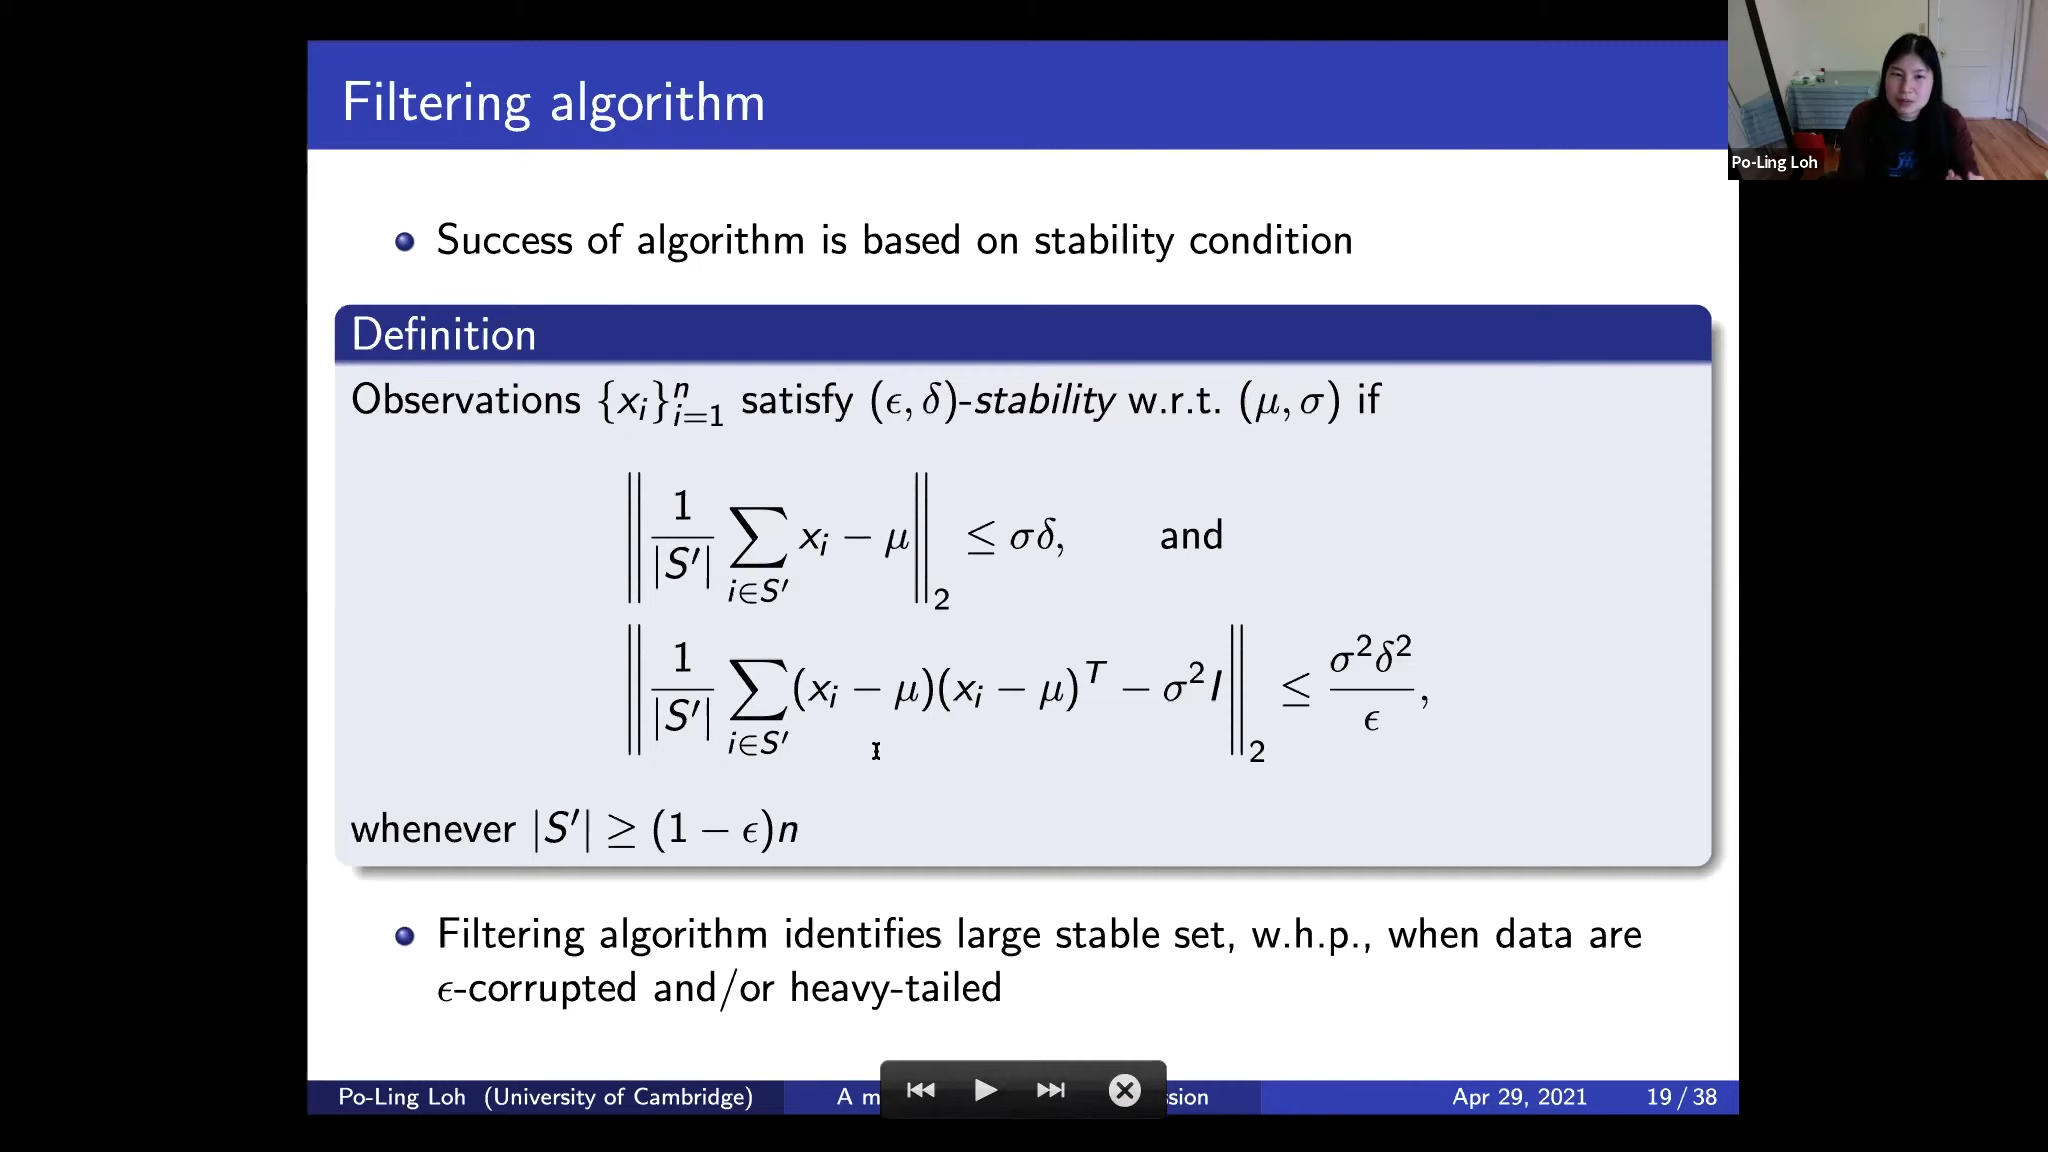 Filtering algorithm
Po-Ling Loh
Success of algorithm is based on stability condition
Definition
Observations {x_i}_{i=1}^n satisfy (ϵ, δ)-stability w.r.t. (μ, σ) if
‖ 1/|S′| ∑_{i∈S′} x_i − μ ‖_2 ≤ σδ, and
‖ 1/|S′| ∑_{i∈S′} (x_i − μ)(x_i − μ)^T − σ^2 I ‖_2 ≤ σ^2δ^2/ϵ,
whenever |S′| ≥ (1 − ϵ)n
Filtering algorithm identifies large stable set, w.h.p., when data are
ϵ-corrupted and/or heavy-tailed
Po-Ling Loh (University of Cambridge) A m Apr 29, 2021 19 / 38